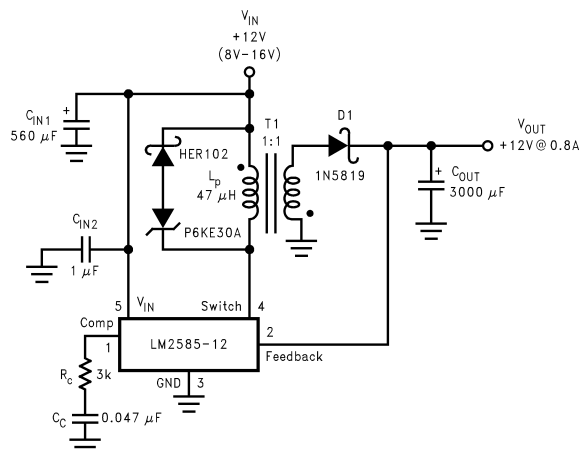 V_IN
+12V
(8V-16V)
C_IN1
+
560 μF
T1
1:1
D1
V_OUT
+12V@0.8A
HER102
L_p
47 μH
1N5819
+
C_OUT
3000 μF
P6KE30A
C_IN2
1 μF
5
V_IN
Switch
4
Comp
1
LM2585-12
2
Feedback
R_c
3k
GND
3
C_C
0.047 μF